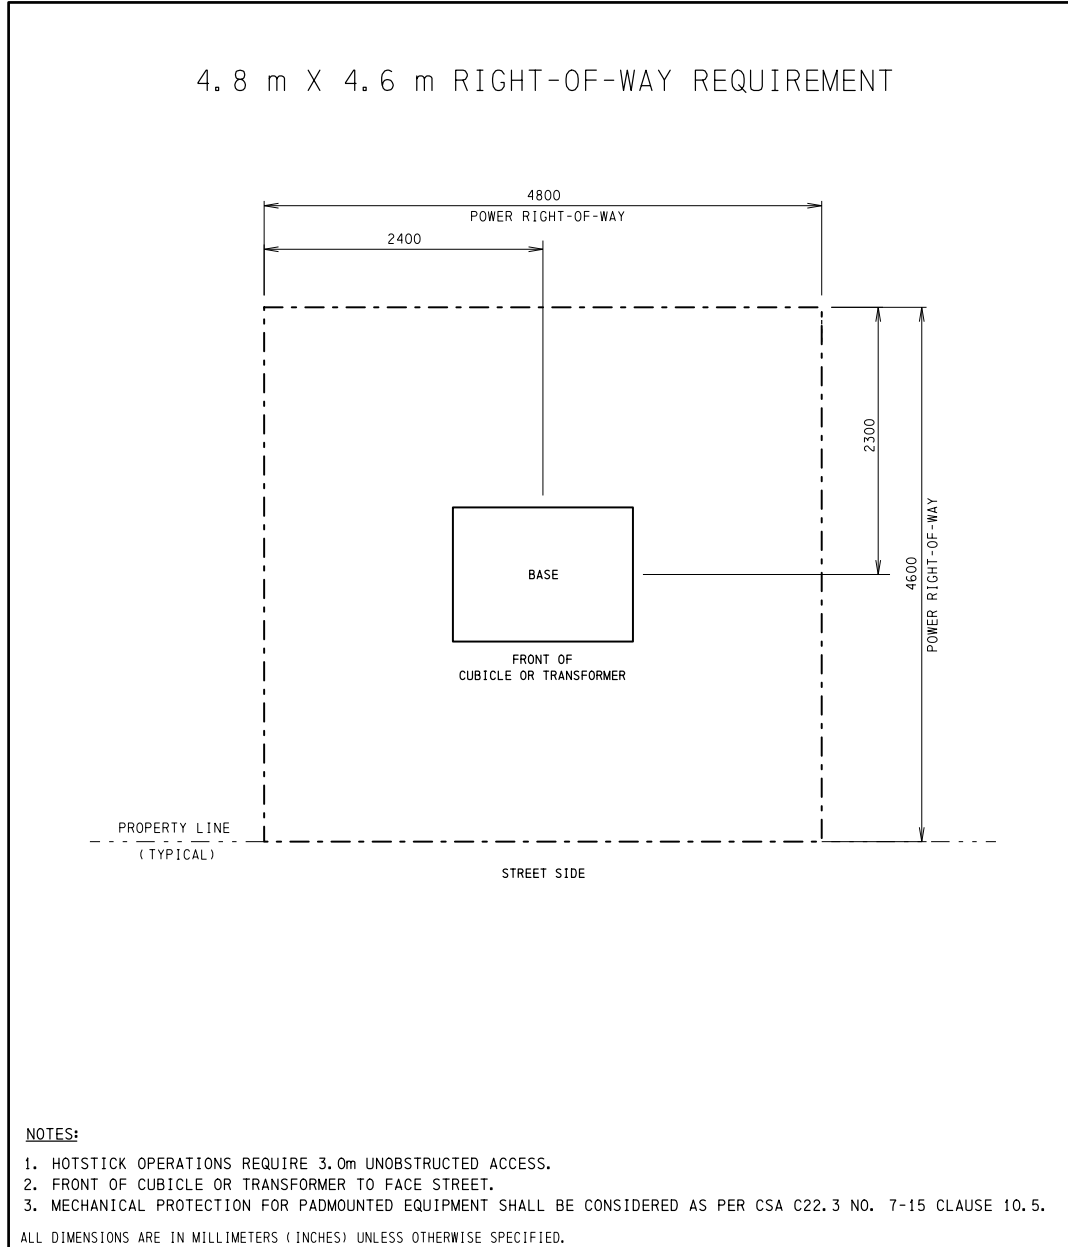 4.8 m X 4.6 m RIGHT-OF-WAY REQUIREMENT
4800
POWER RIGHT-OF-WAY
2400
2300
4600
POWER RIGHT-OF-WAY
BASE
FRONT OF
CUBICLE OR TRANSFORMER
PROPERTY LINE
(TYPICAL)
STREET SIDE
NOTES:
1. HOTSTICK OPERATIONS REQUIRE 3.0m UNOBSTRUCTED ACCESS.
2. FRONT OF CUBICLE OR TRANSFORMER TO FACE STREET.
3. MECHANICAL PROTECTION FOR PADMOUNTED EQUIPMENT SHALL BE CONSIDERED AS PER CSA C22.3 NO. 7-15 CLAUSE 10.5.
ALL DIMENSIONS ARE IN MILLIMETERS (INCHES) UNLESS OTHERWISE SPECIFIED.